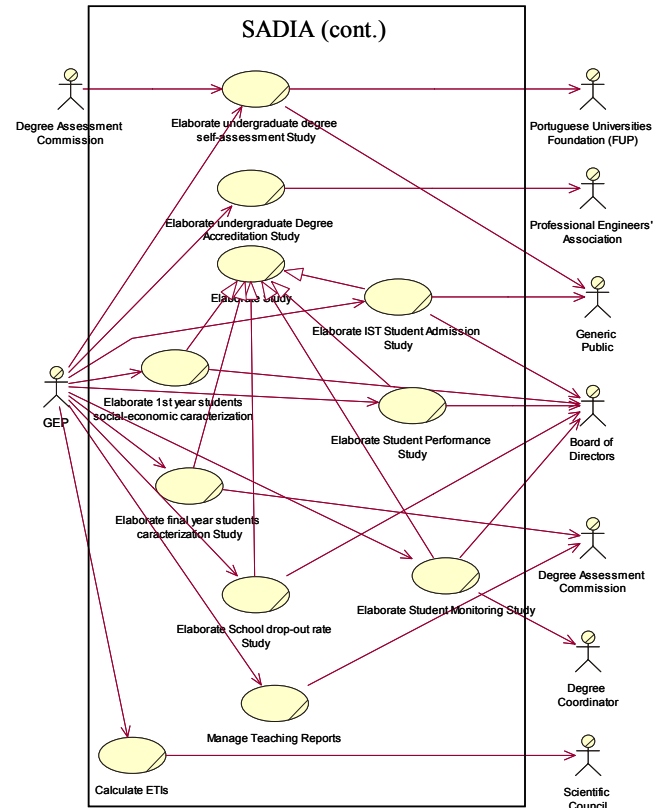 SADIA (cont.)
Degree Assessment
Commission
Elaborate undergraduate degree
self-assessment Study
Portuguese Universities
Foundation (FUP)
Elaborate undergraduate Degree
Accreditation Study
Professional Engineers'
Association
Elaborate Study
Elaborate IST Student Admission
Study
Generic
Public
GEP
Elaborate 1st year students
social-economic caracterization
Elaborate Student Performance
Study
Board of
Directors
Elaborate final year students
caracterization Study
Degree Assessment
Commission
Elaborate School drop-out rate
Study
Elaborate Student Monitoring Study
Degree
Coordinator
Manage Teaching Reports
Calculate ETIs
Scientific
Council